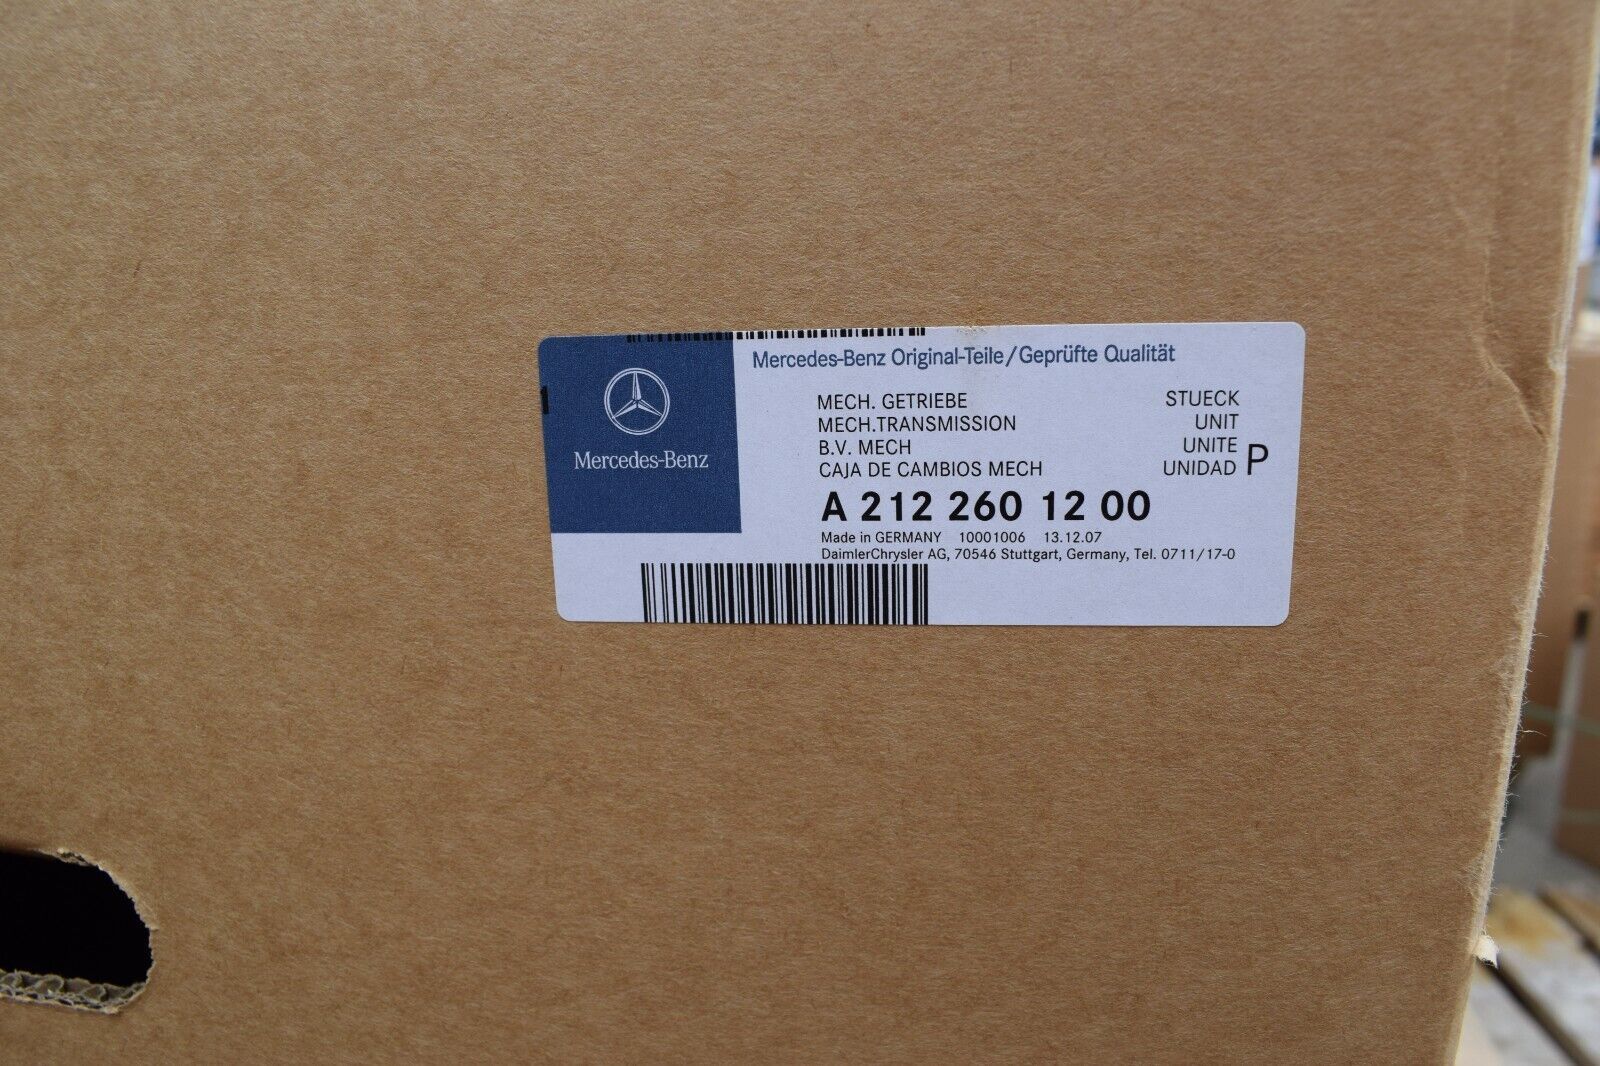 Mercedes-Benz Original-Teile/Geprüfte Qualität
Mercedes-Benz
MECH. GETRIEBE STUECK
MECH.TRANSMISSION UNIT
B.V. MECH UNITE
CAJA DE CAMBIOS MECH UNIDAD P
A 212 260 12 00
Made in GERMANY 10001006 13.12.07
DaimlerChrysler AG, 70546 Stuttgart, Germany, Tel. 0711/17-0